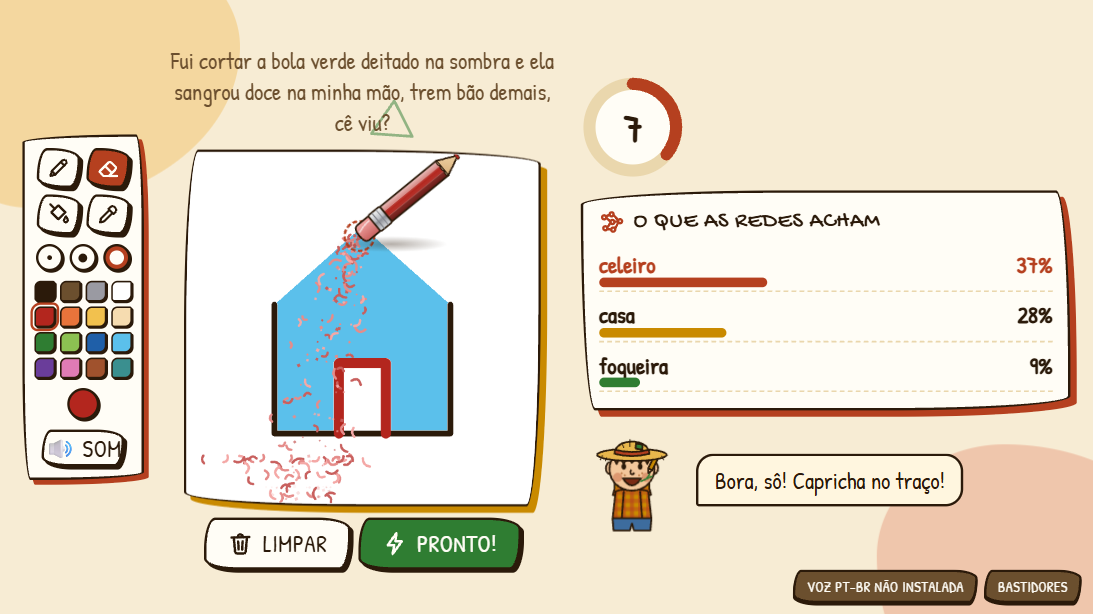 Fui cortar a bola verde deitado na sombra e ela
sangrou doce na minha mão, trem bão demais,
cê viu?
7
O QUE AS REDES ACHAM
celeiro 37%
casa 28%
fogueira 9%
SOM
LIMPAR
PRONTO!
Bora, sô! Capricha no traço!
VOZ PT-BR NÃO INSTALADA
BASTIDORES